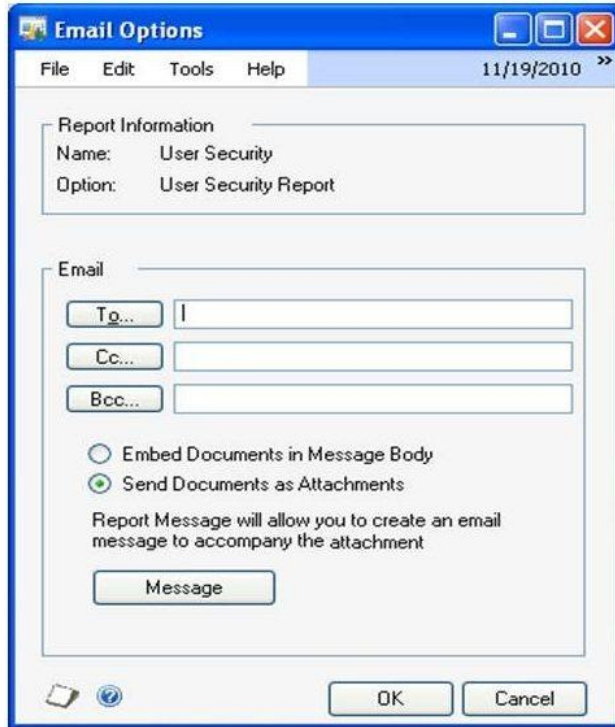 Email Options
File Edit Tools Help 11/19/2010 »
Report Information
Name: User Security
Option: User Security Report
Email
To...
Cc...
Bcc...
Embed Documents in Message Body
Send Documents as Attachments
Report Message will allow you to create an email
message to accompany the attachment
Message
OK Cancel